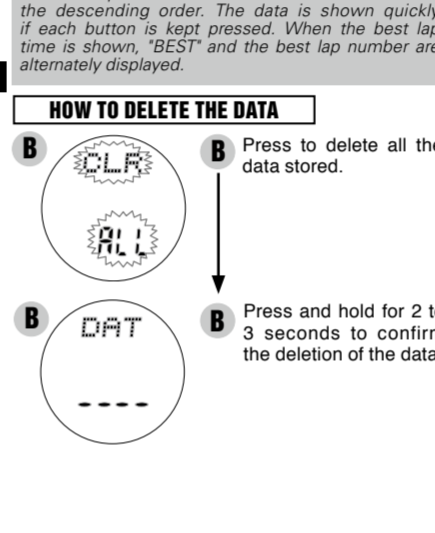 the descending order. The data is shown quickly
if each button is kept pressed. When the best lap
time is shown, "BEST" and the best lap number are
alternately displayed.
HOW TO DELETE THE DATA
B
CLR
ALL
B Press to delete all the
data stored.
B
DAT
----
B Press and hold for 2 to
3 seconds to confirm
the deletion of the data